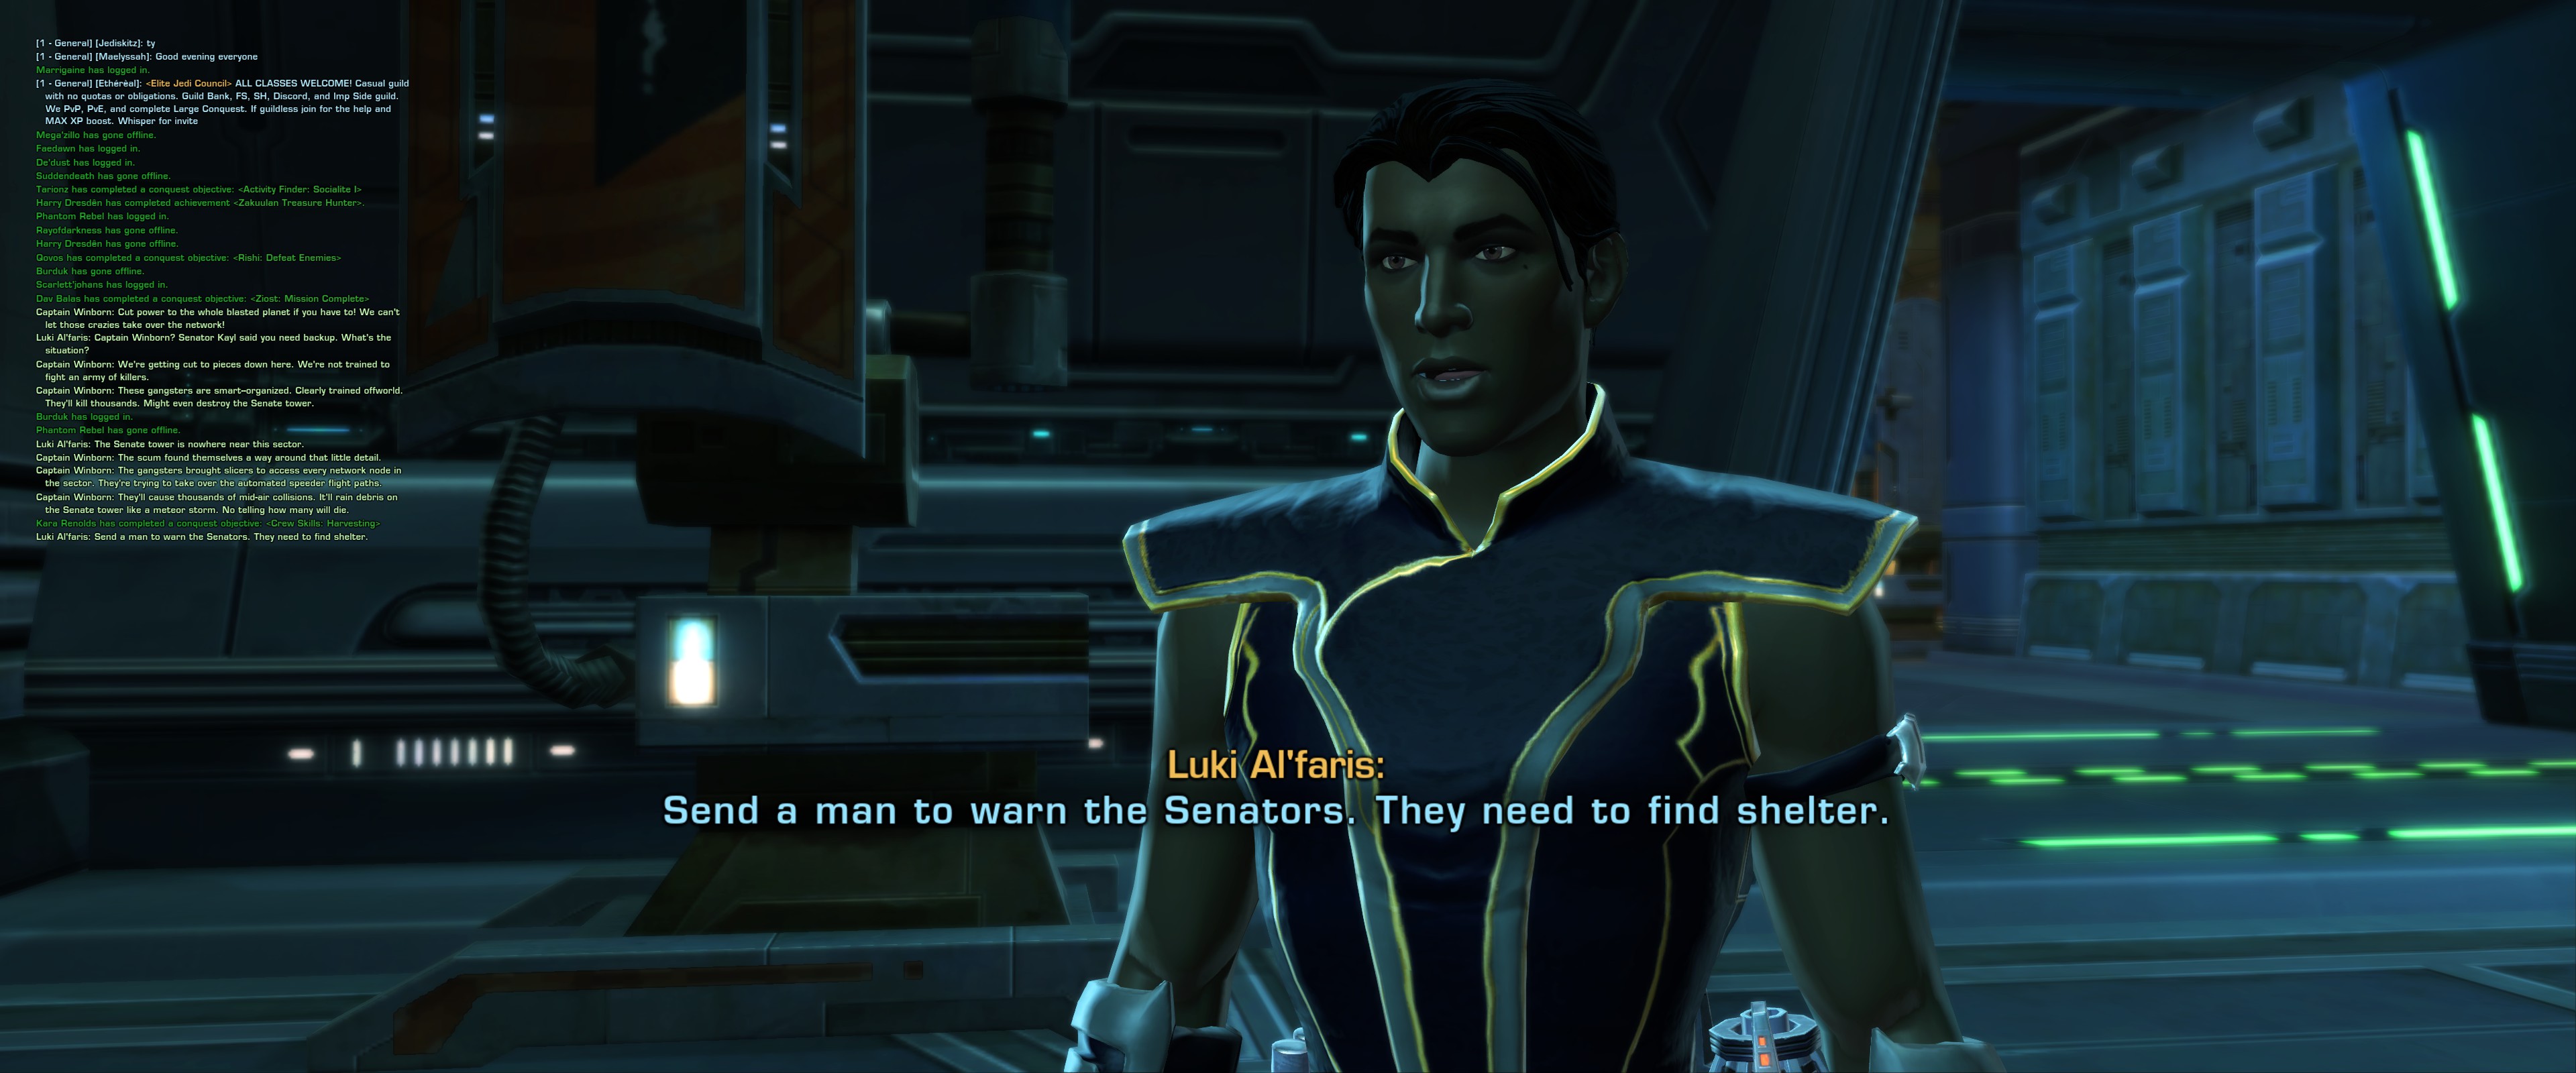 [1 - General] [Jediskitz]: ty
[1 - General] [Maelyssah]: Good evening everyone
Marrigaine has logged in.
[1 - General] [Ethérèal]: <Elite Jedi Council> ALL CLASSES WELCOME! Casual guild
with no quotas or obligations. Guild Bank, FS, SH, Discord, and Imp Side guild.
We PvP, PvE, and complete Large Conquest. If guildless join for the help and
MAX XP boost. Whisper for invite
Mega'zillo has gone offline.
Faedawn has logged in.
De'dust has logged in.
Suddendeath has gone offline.
Tarionz has completed a conquest objective: <Activity Finder: Socialite I>
Harry Dresdën has completed achievement <Zakuulan Treasure Hunter>.
Phantom Rebel has logged in.
Rayofdarkness has gone offline.
Harry Dresdën has gone offline.
Qovos has completed a conquest objective: <Rishi: Defeat Enemies>
Burduk has gone offline.
Scarlett'johans has logged in.
Dav Balas has completed a conquest objective: <Ziost: Mission Complete>
Captain Winborn: Cut power to the whole blasted planet if you have to! We can't
let those crazies take over the network!
Luki Al'faris: Captain Winborn? Senator Kayl said you need backup. What's the
situation?
Captain Winborn: We're getting cut to pieces down here. We're not trained to
fight an army of killers.
Captain Winborn: These gangsters are smart–organized. Clearly trained offworld.
They'll kill thousands. Might even destroy the Senate tower.
Burduk has logged in.
Phantom Rebel has gone offline.
Luki Al'faris: The Senate tower is nowhere near this sector.
Captain Winborn: The scum found themselves a way around that little detail.
Captain Winborn: The gangsters brought slicers to access every network node in
the sector. They're trying to take over the automated speeder flight paths.
Captain Winborn: They'll cause thousands of mid-air collisions. It'll rain debris on
the Senate tower like a meteor storm. No telling how many will die.
Kara Renolds has completed a conquest objective: <Crew Skills: Harvesting>
Luki Al'faris: Send a man to warn the Senators. They need to find shelter.
Luki Al'faris:
Send a man to warn the Senators. They need to find shelter.